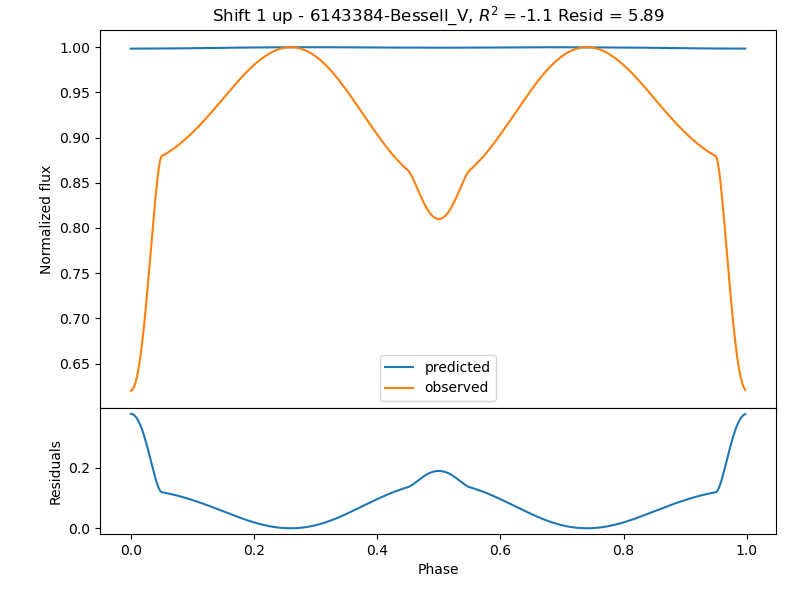 Shift 1 up - 6143384-Bessell_V, R² = -1.1 Resid = 5.89
1.00
0.95
0.90
0.85
0.80
0.75
0.70
0.65
Normalized flux
predicted
observed
0.2
0.0
Residuals
0.0 0.2 0.4 0.6 0.8 1.0
Phase